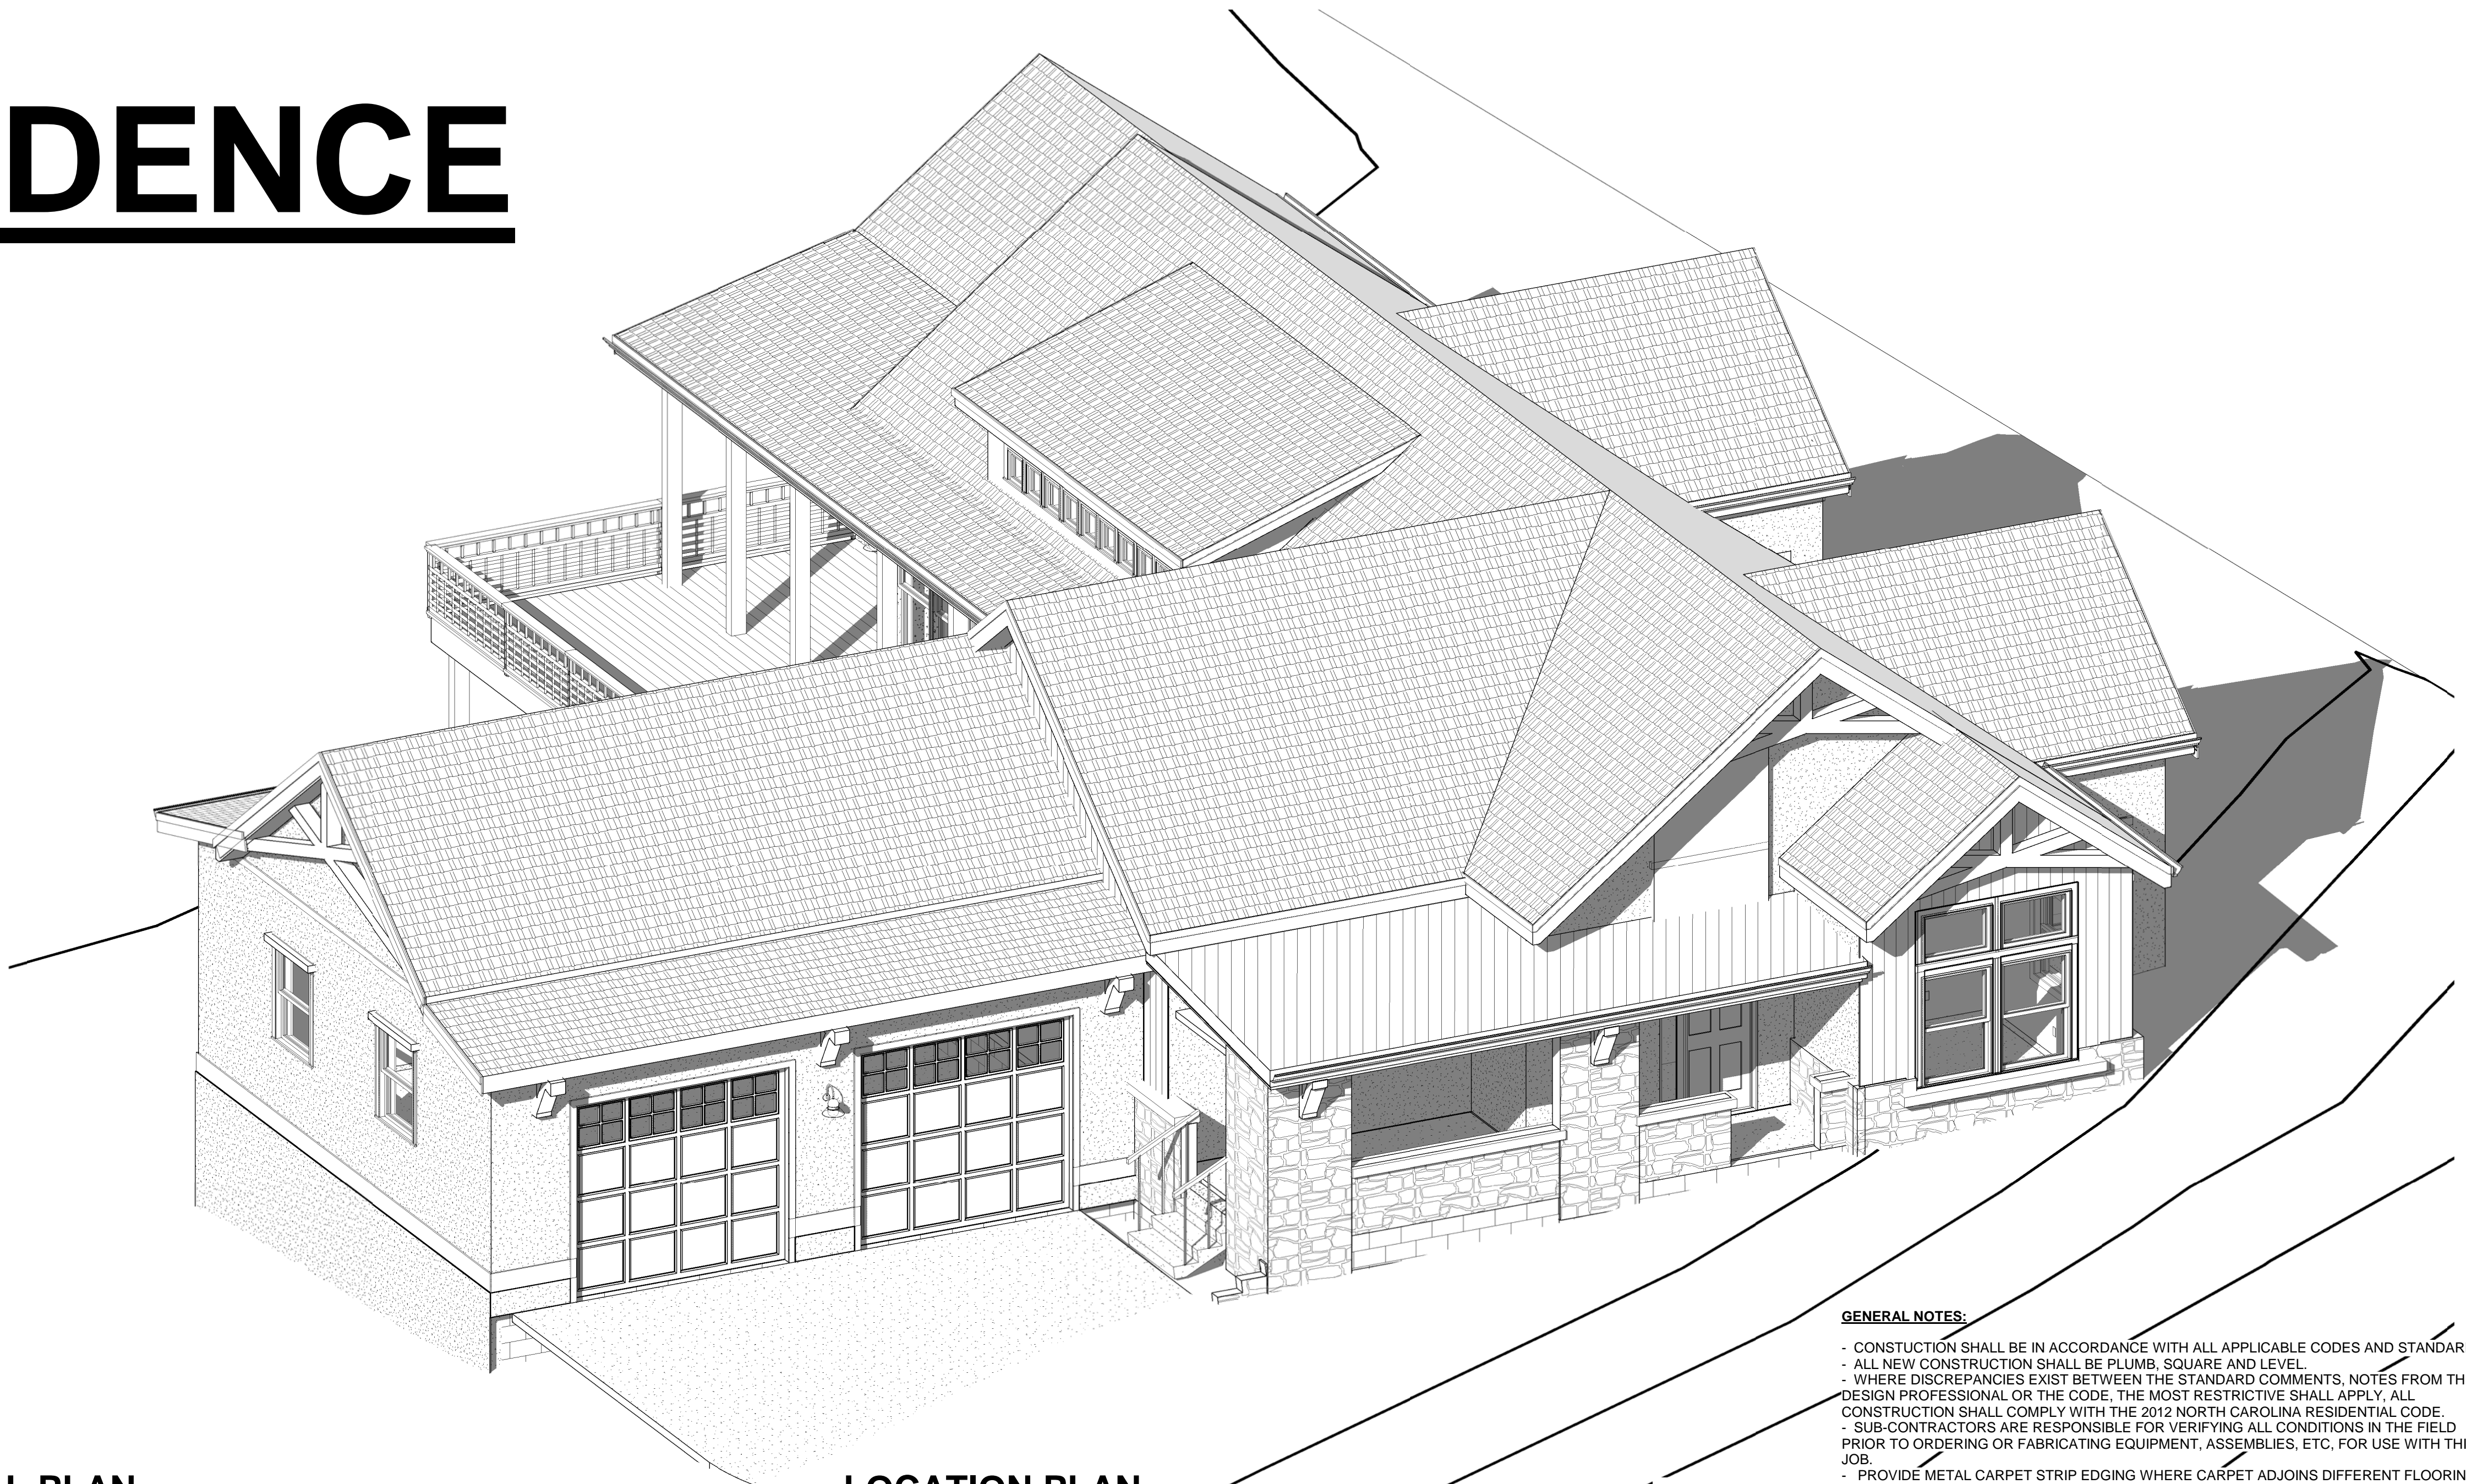 DENCE
GENERAL NOTES:
- CONSTUCTION SHALL BE IN ACCORDANCE WITH ALL APPLICABLE CODES AND STANDAR
- ALL NEW CONSTRUCTION SHALL BE PLUMB, SQUARE AND LEVEL.
- WHERE DISCREPANCIES EXIST BETWEEN THE STANDARD COMMENTS, NOTES FROM TH
DESIGN PROFESSIONAL OR THE CODE, THE MOST RESTRICTIVE SHALL APPLY, ALL
CONSTRUCTION SHALL COMPLY WITH THE 2012 NORTH CAROLINA RESIDENTIAL CODE.
- SUB-CONTRACTORS ARE RESPONSIBLE FOR VERIFYING ALL CONDITIONS IN THE FIELD
PRIOR TO ORDERING OR FABRICATING EQUIPMENT, ASSEMBLIES, ETC, FOR USE WITH THI
JOB.
- PROVIDE METAL CARPET STRIP EDGING WHERE CARPET ADJOINS DIFFERENT FLOORIN
L PLAN
LOCATION PLAN